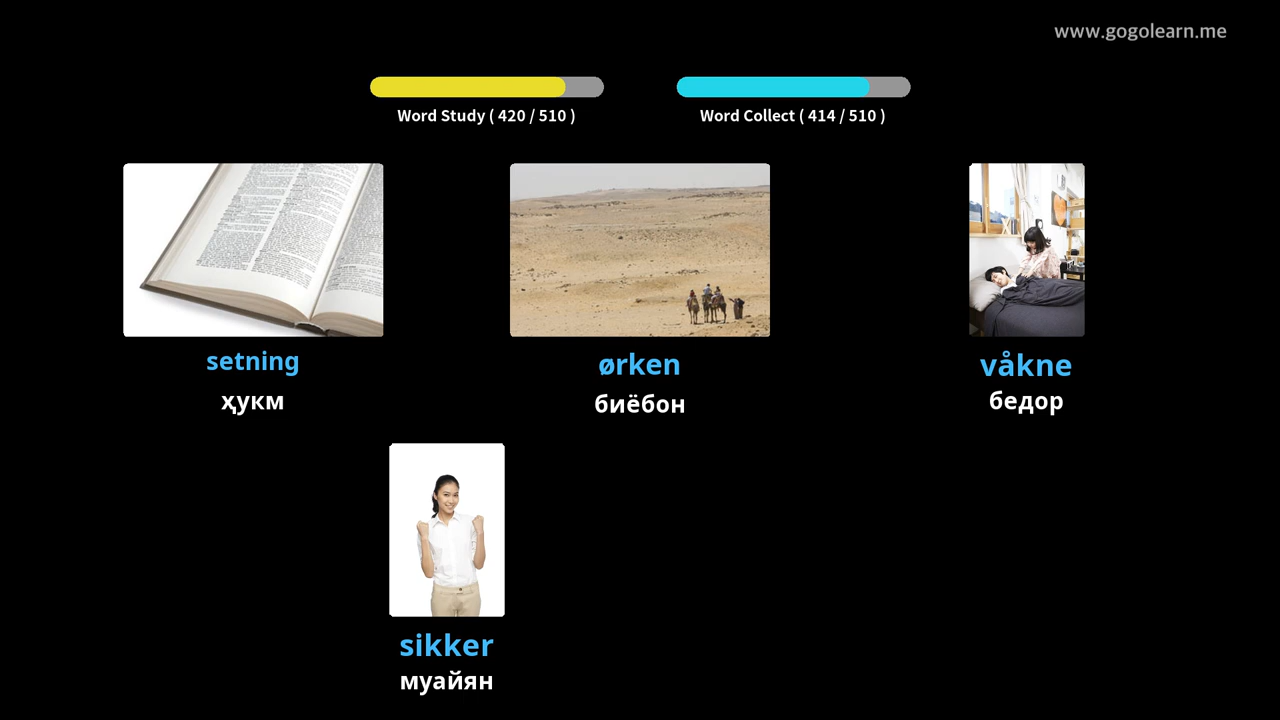 www.gogolearn.me
Word Study ( 420 / 510 )
Word Collect ( 414 / 510 )
setning
ҳукм
ørken
биёбон
våkne
бедор
sikker
муайян